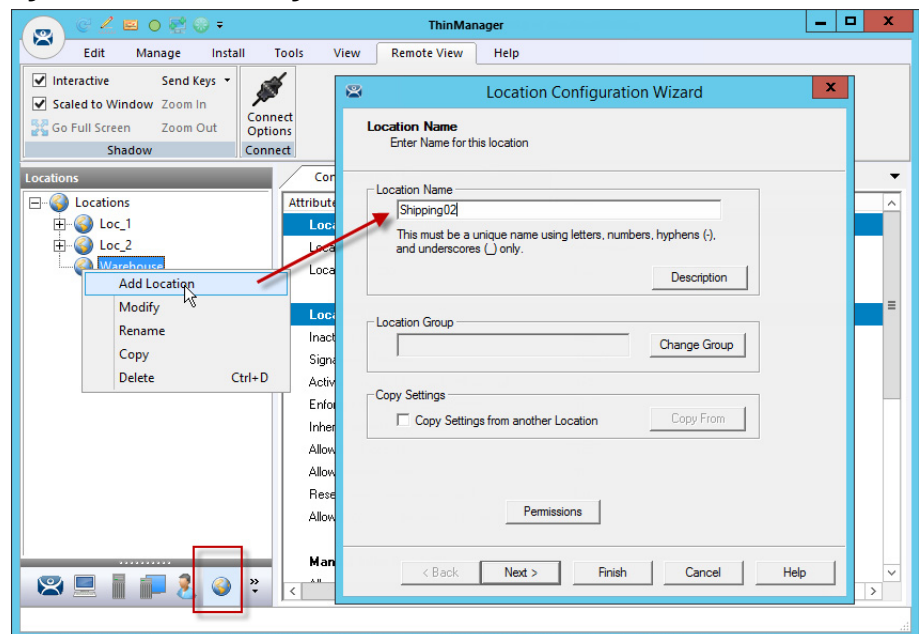 ThinManager
Edit Manage Install Tools View Remote View Help
Interactive Send Keys
Scaled to Window Zoom In
Go Full Screen Zoom Out
Connect Options
Shadow Connect
Locations
Locations
Loc_1
Loc_2
Warehouse
Add Location
Modify
Rename
Copy
Delete Ctrl+D
Location Configuration Wizard
Location Name
Enter Name for this location
Location Name
Shipping02
This must be a unique name using letters, numbers, hyphens (-),
and underscores (_) only.
Description
Location Group
Change Group
Copy Settings
Copy Settings from another Location
Copy From
Permissions
< Back Next > Finish Cancel Help